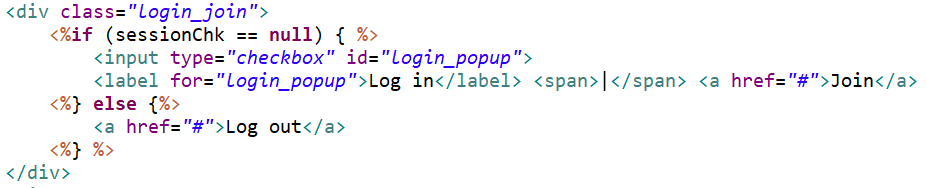 <div class="login_join">
<%if (sessionChk == null) { %>
<input type="checkbox" id="login_popup">
<label for="login_popup">Log in</label> <span>|</span> <a href="#">Join</a>
<%} else {%>
<a href="#">Log out</a>
<%} %>
</div>